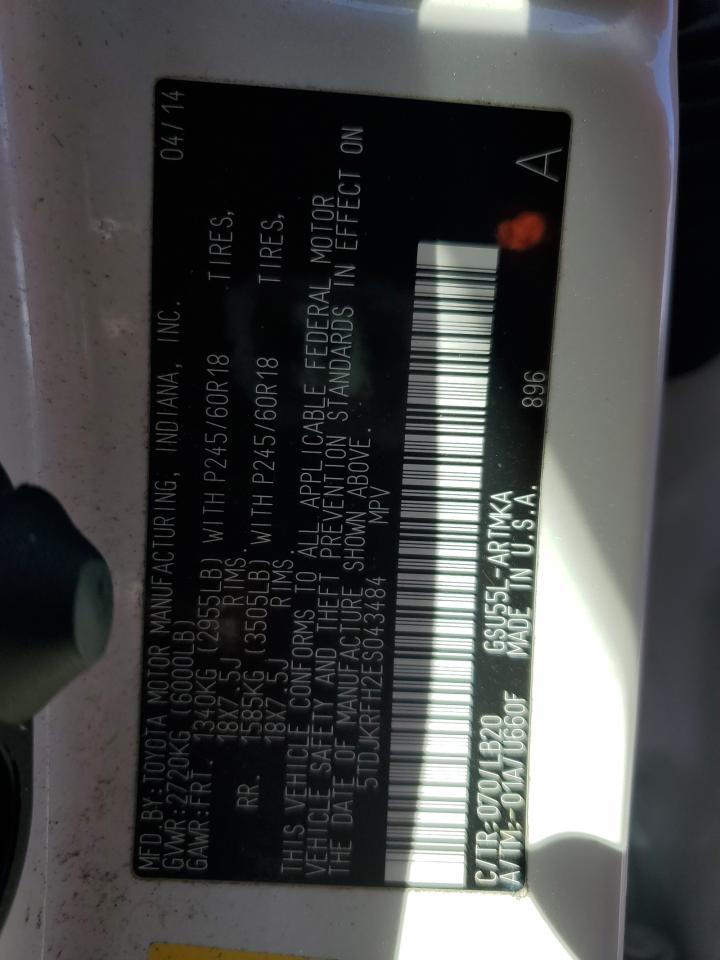 MFD.BY:TOYOTA MOTOR MANUFACTURING, INDIANA, INC. 04/14
GVWR:2720KG (6000LB)
GAWR:FRT. 1340KG (2955LB) WITH P245/60R18 TIRES,
18X7.5J RIMS.
RR. 1585KG (3505LB) WITH P245/60R18 TIRES,
18X7.5J RIMS.
THIS VEHICLE CONFORMS TO ALL APPLICABLE FEDERAL MOTOR
VEHICLE SAFETY AND THEFT PREVENTION STANDARDS IN EFFECT ON
THE DATE OF MANUFACTURE SHOWN ABOVE.
5TDJKRFH2ES043484 MPV
C/TR:070/LB20 GSU55L-ARTMKA 896 A
A/TM:-01A/U660F MADE IN U.S.A.